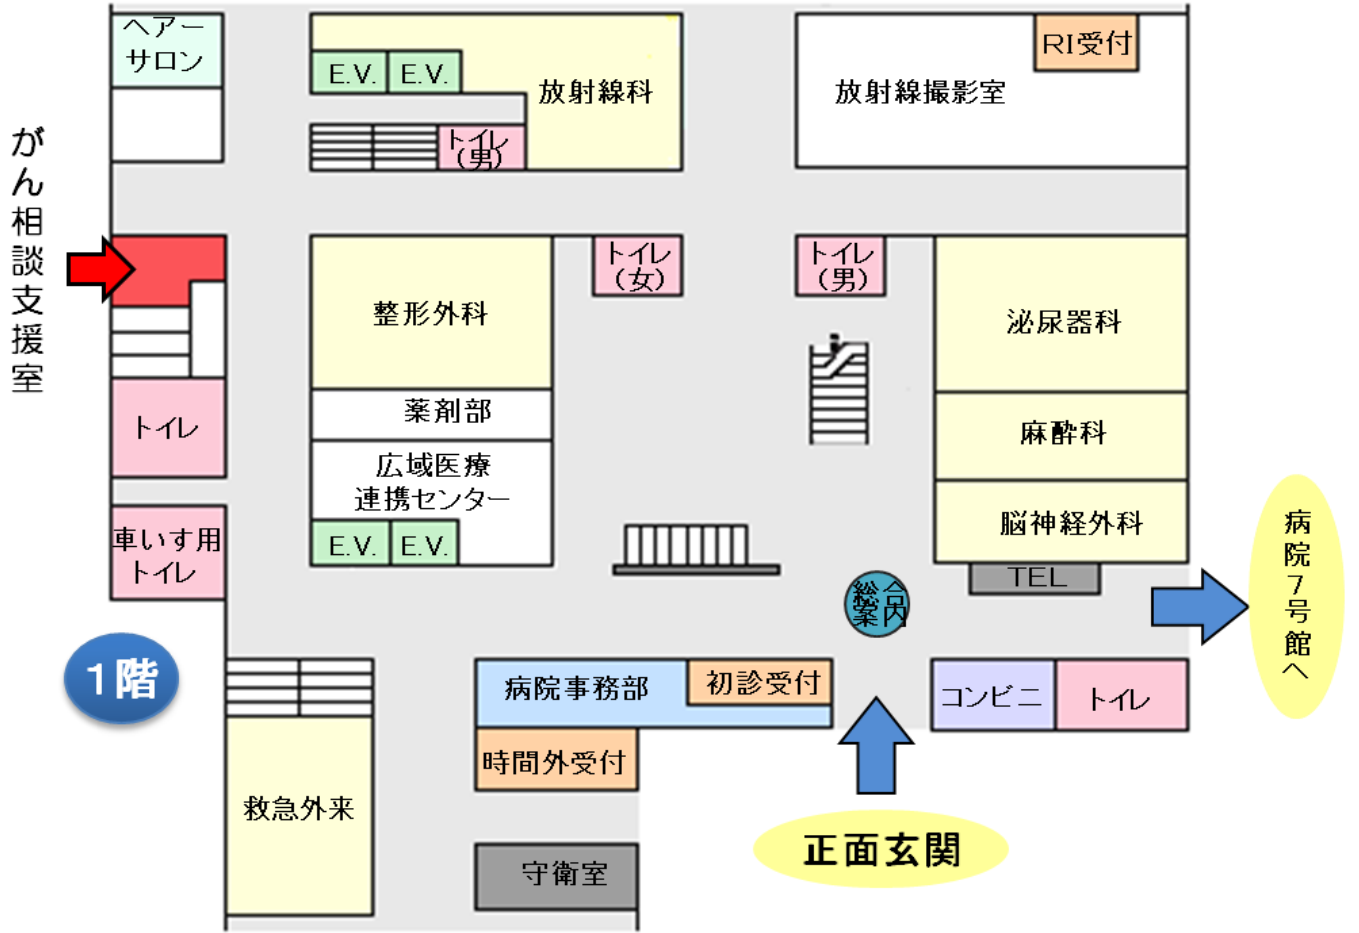 ヘアー
サロン
E.V.
E.V.
放射線科
トイレ
(男)
RI受付
放射線撮影室
がん相談支援室
整形外科
トイレ
(女)
トイレ
(男)
泌尿器科
薬剤部
麻酔科
トイレ
広域医療
連携センター
E.V.
E.V.
脳神経外科
TEL
車いす用
トイレ
総合
案内
病院7号館へ
1階
病院事務部
初診受付
コンビニ
トイレ
時間外受付
救急外来
正面玄関
守衛室